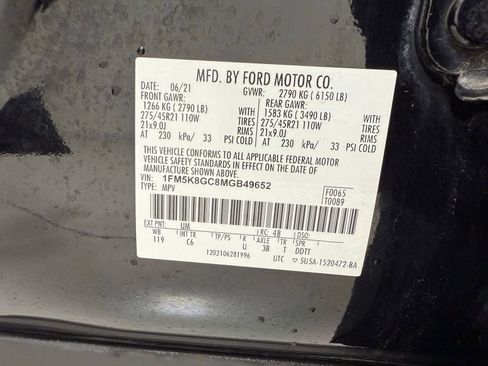 MFD. BY FORD MOTOR CO.
DATE: 06/21 GVWR: 2790 KG ( 6150 LB)
FRONT GAWR: REAR GAWR:
1266 KG ( 2790 LB) WITH 1583 KG ( 3490 LB) WITH
275/45R21 110W TIRES 275/45R21 110W TIRES
21x9.0J RIMS 21x9.0J RIMS
AT 230 kPa/ 33 PSI COLD AT 230 kPa/ 33 PSI COLD
THIS VEHICLE CONFORMS TO ALL APPLICABLE FEDERAL MOTOR
VEHICLE SAFETY STANDARDS IN EFFECT ON THE DATE OF
MANUFACTURE SHOWN ABOVE.
VIN: 1FM5K8GC8MGB49652 F0065
TYPE: MPV T0089
EXT PNT: UM RC: 48 DSO:
WB INT TR TP/PS R AXLE TR SPR
119 C6 U 3B T DDTT
1202106281996 UTC SU5A-1520472-BA